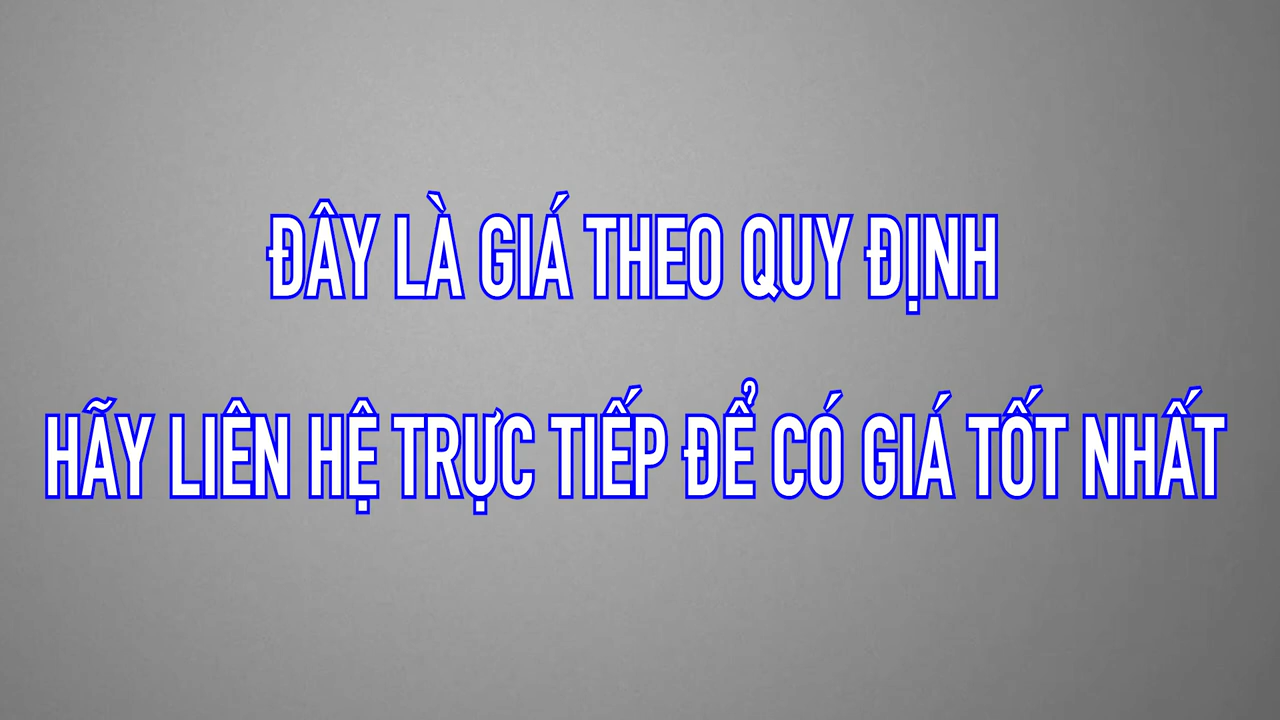 ĐÂY LÀ GIÁ THEO QUY ĐỊNH
HÃY LIÊN HỆ TRỰC TIẾP ĐỂ CÓ GIÁ TỐT NHẤT